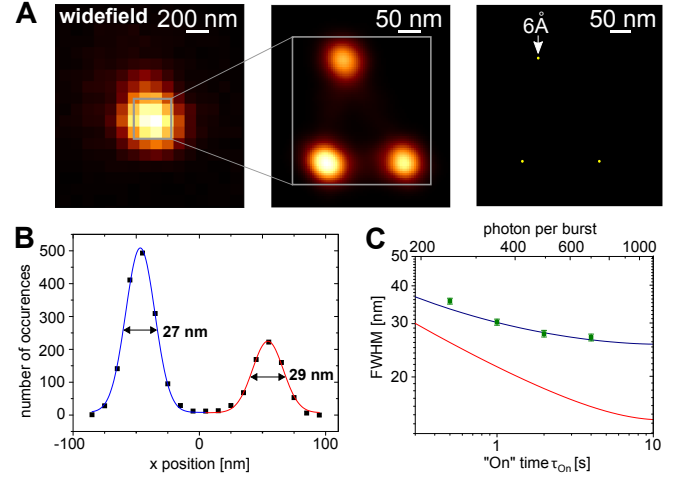 A
widefield
200 nm
50 nm
6Å
50 nm
B
500
400
300
200
100
0
number of occurences
-100
-50
0
50
100
x position [nm]
27 nm
29 nm
C
photon per burst
200
400
600
1000
50
40
30
20
FWHM [nm]
1
10
"On" time τOn [s]